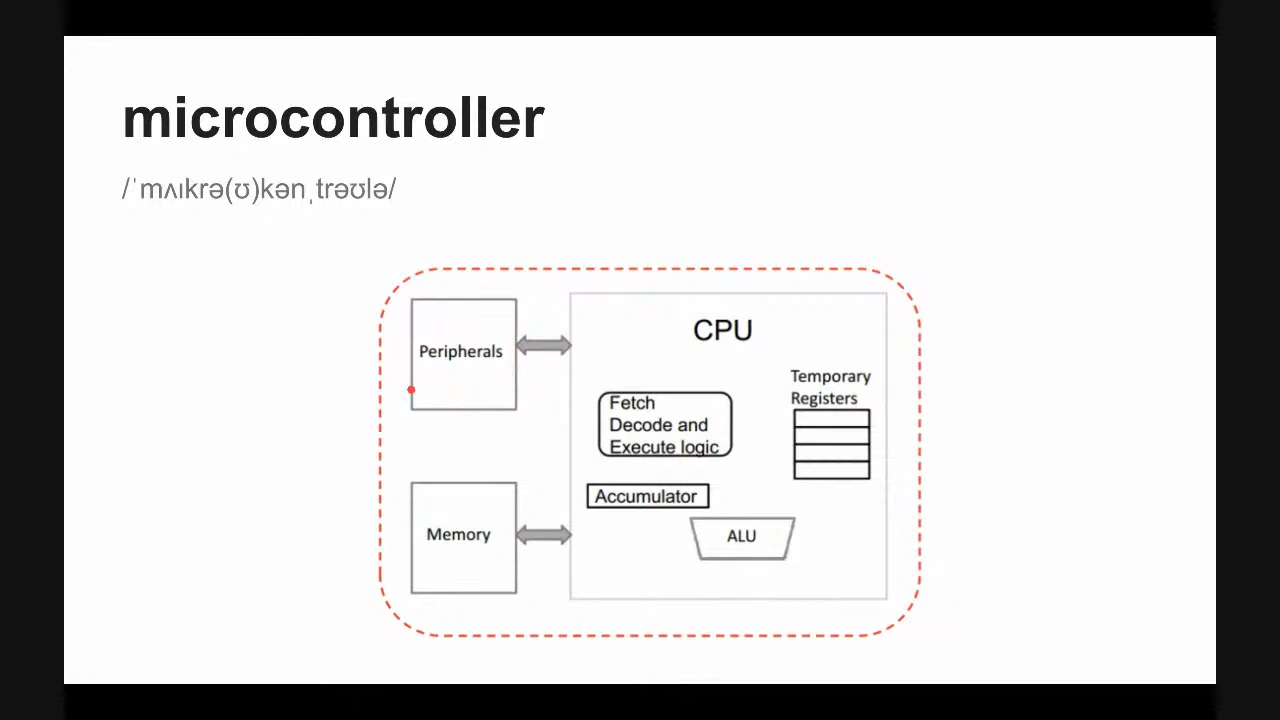 microcontroller
/ˈmʌɪkrə(ʊ)kənˌtrəʊlə/
Peripherals
CPU
Temporary
Registers
Fetch
Decode and
Execute logic
Accumulator
Memory
ALU